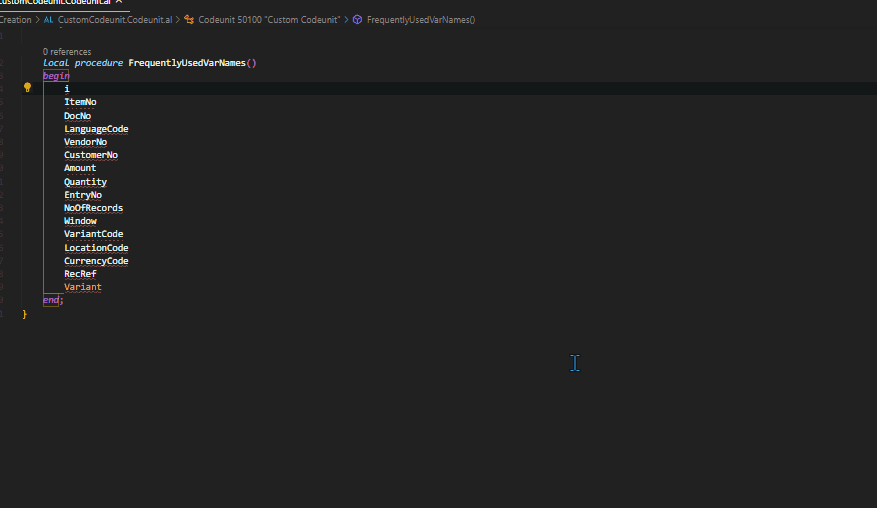 CustomCodeunit.Codeunit.al
Creation > AL CustomCodeunit.Codeunit.al > Codeunit 50100 "Custom Codeunit" > FrequentlyUsedVarNames()
0 references
local procedure FrequentlyUsedVarNames()
begin
i
ItemNo
DocNo
LanguageCode
VendorNo
CustomerNo
Amount
Quantity
EntryNo
NoOfRecords
Window
VariantCode
LocationCode
CurrencyCode
RecRef
Variant
end;
}